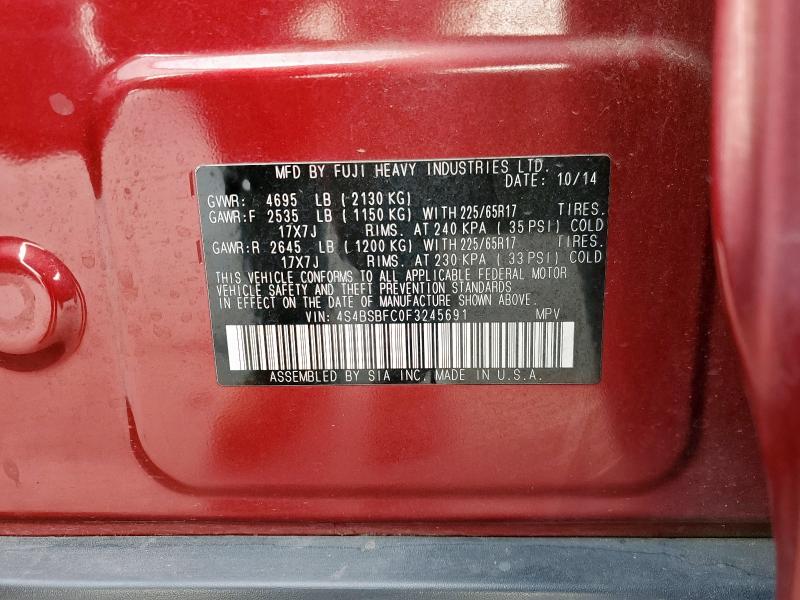 MFD BY FUJI HEAVY INDUSTRIES LTD.
DATE: 10/14
GVWR: 4695 LB (2130 KG)
GAWR:F 2535 LB (1150 KG) WITH 225/65R17 TIRES.
17X7J RIMS. AT 240 KPA (35 PSI) COLD
GAWR:R 2645 LB (1200 KG) WITH 225/65R17 TIRES.
17X7J RIMS. AT 230 KPA (33 PSI) COLD
THIS VEHICLE CONFORMS TO ALL APPLICABLE FEDERAL MOTOR
VEHICLE SAFETY AND THEFT PREVENTION STANDARDS
IN EFFECT ON THE DATE OF MANUFACTURE SHOWN ABOVE.
VIN: 4S4BSBFC0F3245691 MPV
ASSEMBLED BY SIA INC. MADE IN U.S.A.